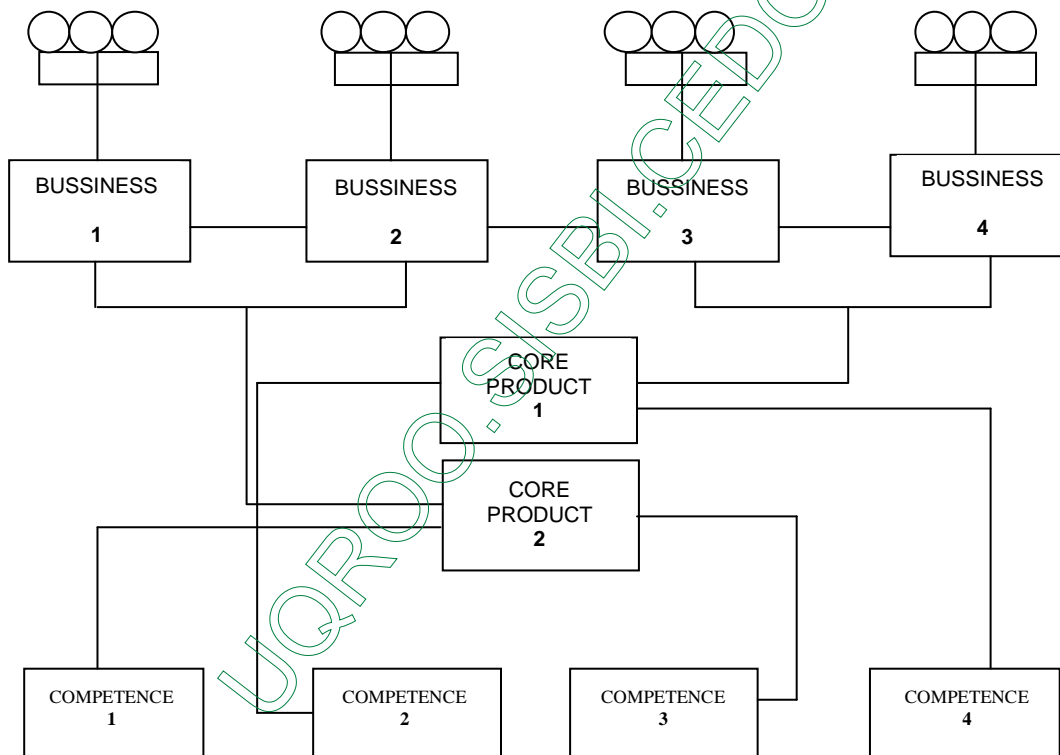 BUSSINESS
1
BUSSINESS
2
BUSSINESS
3
BUSSINESS
4
CORE
PRODUCT
1
CORE
PRODUCT
2
COMPETENCE
1
COMPETENCE
2
COMPETENCE
3
COMPETENCE
4
UQROO.SISBI.CEDO